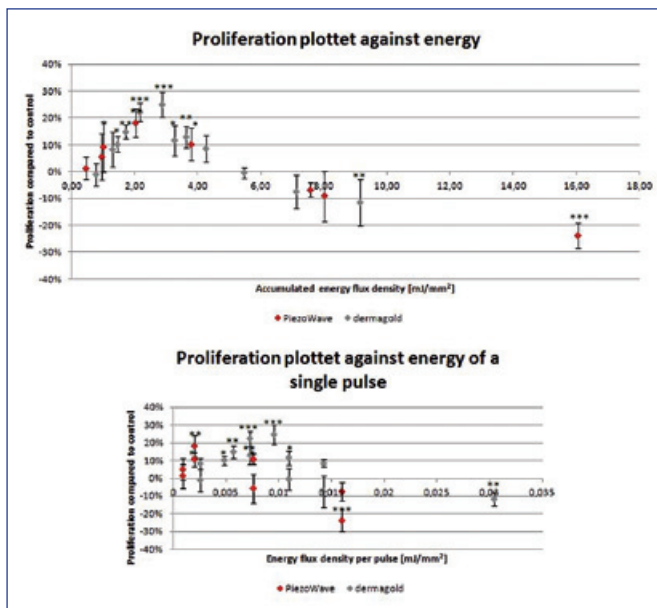 Proliferation plottet against energy
Proliferation compared to control
40%
30%
20%
10%
0%
-10%
-20%
-30%
-40%
0,00 2,00 4,00 6,00 8,00 10,00 12,00 14,00 16,00 18,00
*** *** ** ** * *** ** * * ** ***
Accumulated energy flux density [mJ/mm²]
PiezoWave dermagold
Proliferation plottet against energy of a
single pulse
Proliferation compared to control
40%
30%
20%
10%
0%
-10%
-20%
-30%
-40%
0 0,005 0,01 0,015 0,02 0,025 0,035
** * ** *** *** * *** **
Energy flux density per pulse [mJ/mm²]
PiezoWave dermagold